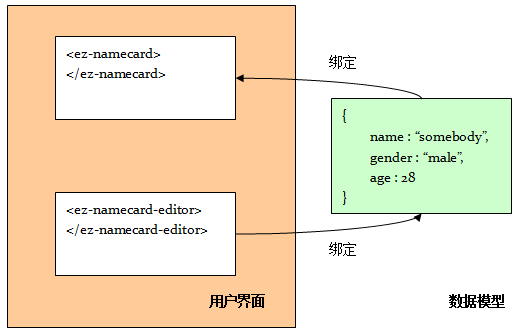 <ez-namecard>
</ez-namecard>
绑定
{
name : “somebody”,
gender : “male”,
age : 28
}
<ez-namecard-editor>
</ez-namecard-editor>
绑定
用户界面
数据模型